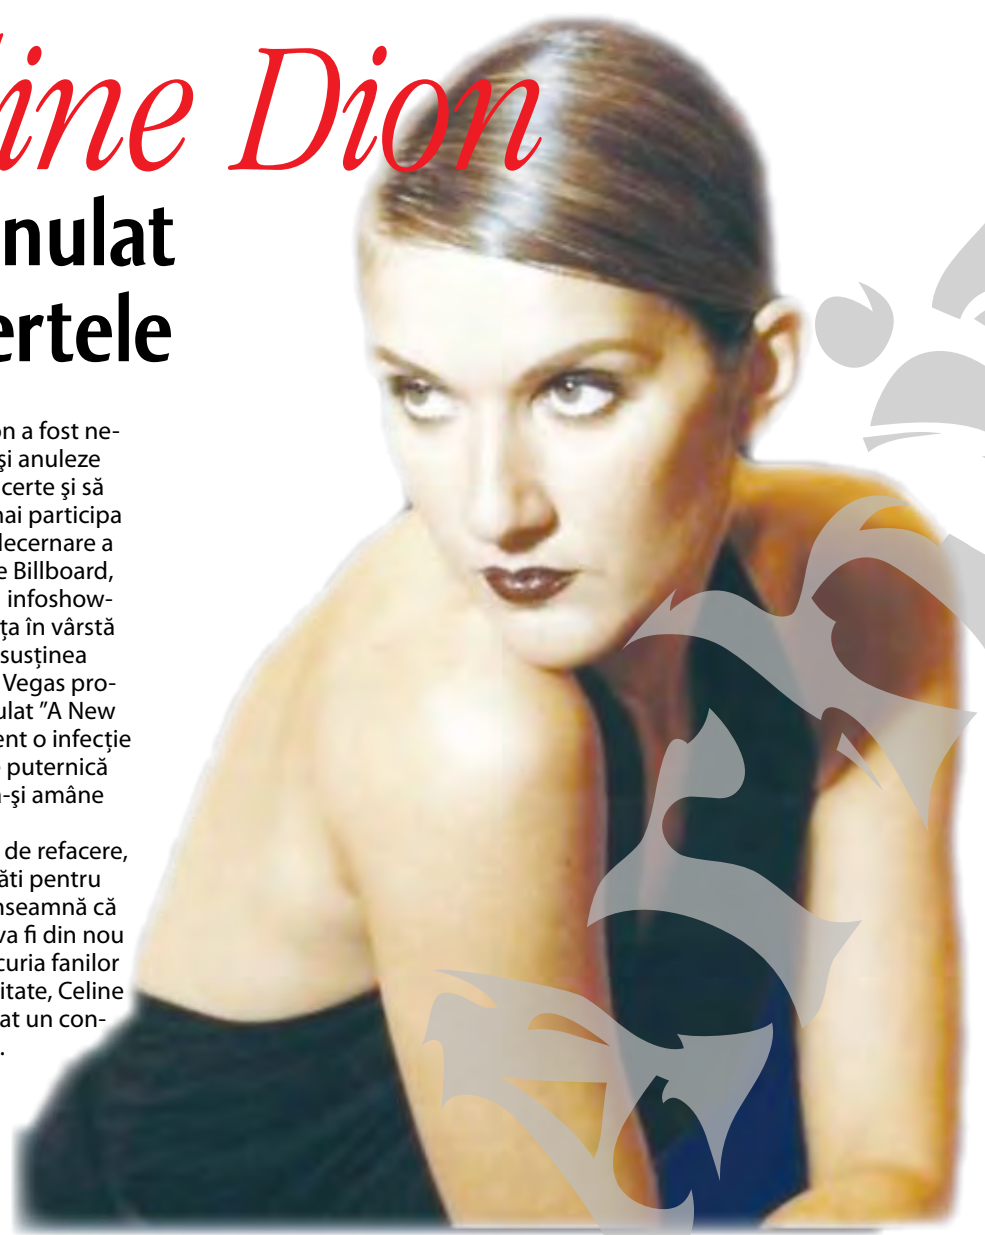 line Dion
nulat
ertele
on a fost ne-
şi anuleze
certe şi să
mai participa
decernare a
e Billboard,
infoshow-
ţa în vârstă
susţinea
Vegas pro-
ulat ”A New
ent o infecţie
puternică
-şi amâne
de refacere,
ăti pentru
nseamnă că
va fi din nou
curia fanilor
itate, Celine
at un con-
.